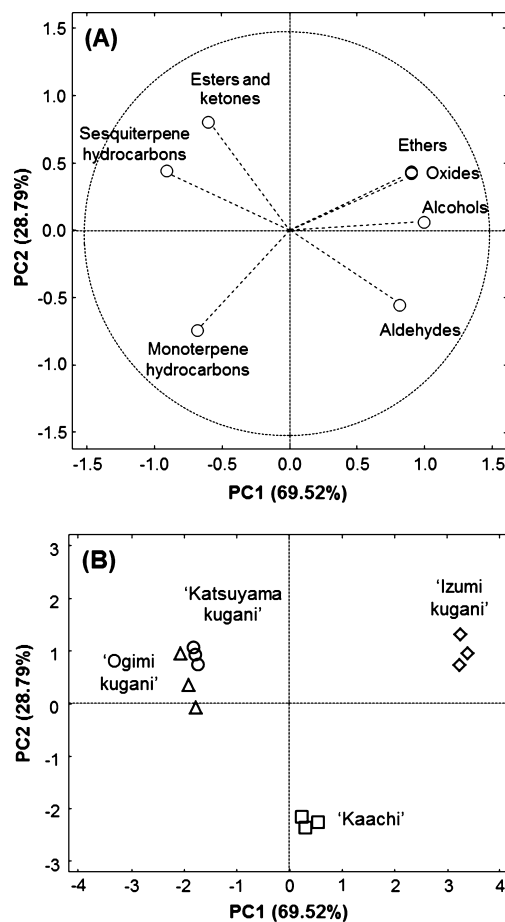 (A)
1.5
1.0
0.5
0.0
-0.5
-1.0
-1.5
PC2 (28.79%)
Esters and
ketones
Sesquiterpene
hydrocarbons
Ethers
Oxides
Alcohols
Aldehydes
Monoterpene
hydrocarbons
-1.5 -1.0 -0.5 0.0 0.5 1.0 1.5
PC1 (69.52%)
(B)
3
2
1
0
-1
-2
-3
PC2 (28.79%)
'Katsuyama
kugani'
'Izumi
kugani'
'Ogimi
kugani'
'Kaachi'
-4 -3 -2 -1 0 1 2 3 4
PC1 (69.52%)